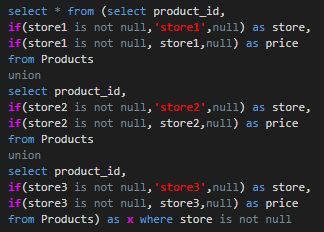 select * from (select product_id,
if(store1 is not null,'store1',null) as store,
if(store1 is not null, store1,null) as price
from Products
union
select product_id,
if(store2 is not null,'store2',null) as store,
if(store2 is not null, store2,null) as price
from Products
union
select product_id,
if(store3 is not null,'store3',null) as store,
if(store3 is not null, store3,null) as price
from Products) as x where store is not null